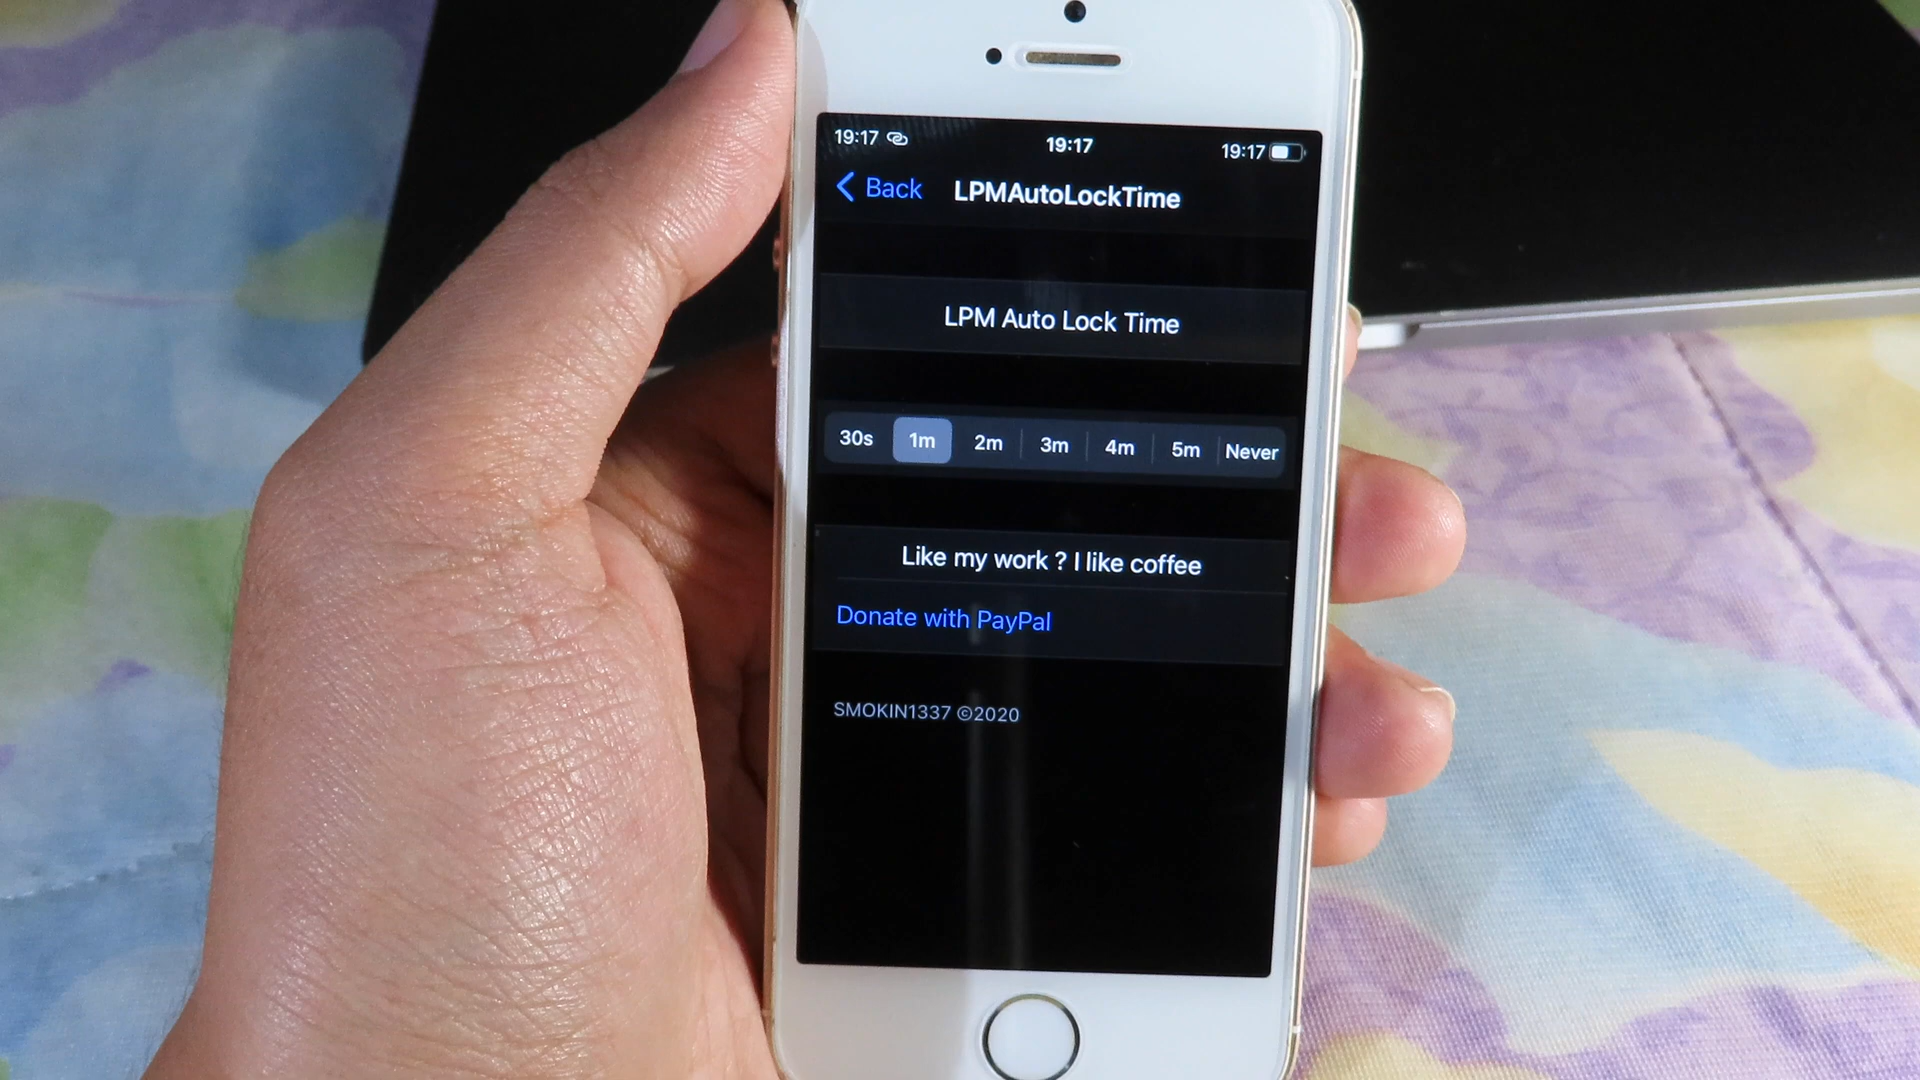 19:17 19:17 19:17
Back LPMAutoLockTime
LPM Auto Lock Time
30s 1m 2m 3m 4m 5m Never
Like my work ? I like coffee
Donate with PayPal
SMOKIN1337 ©2020